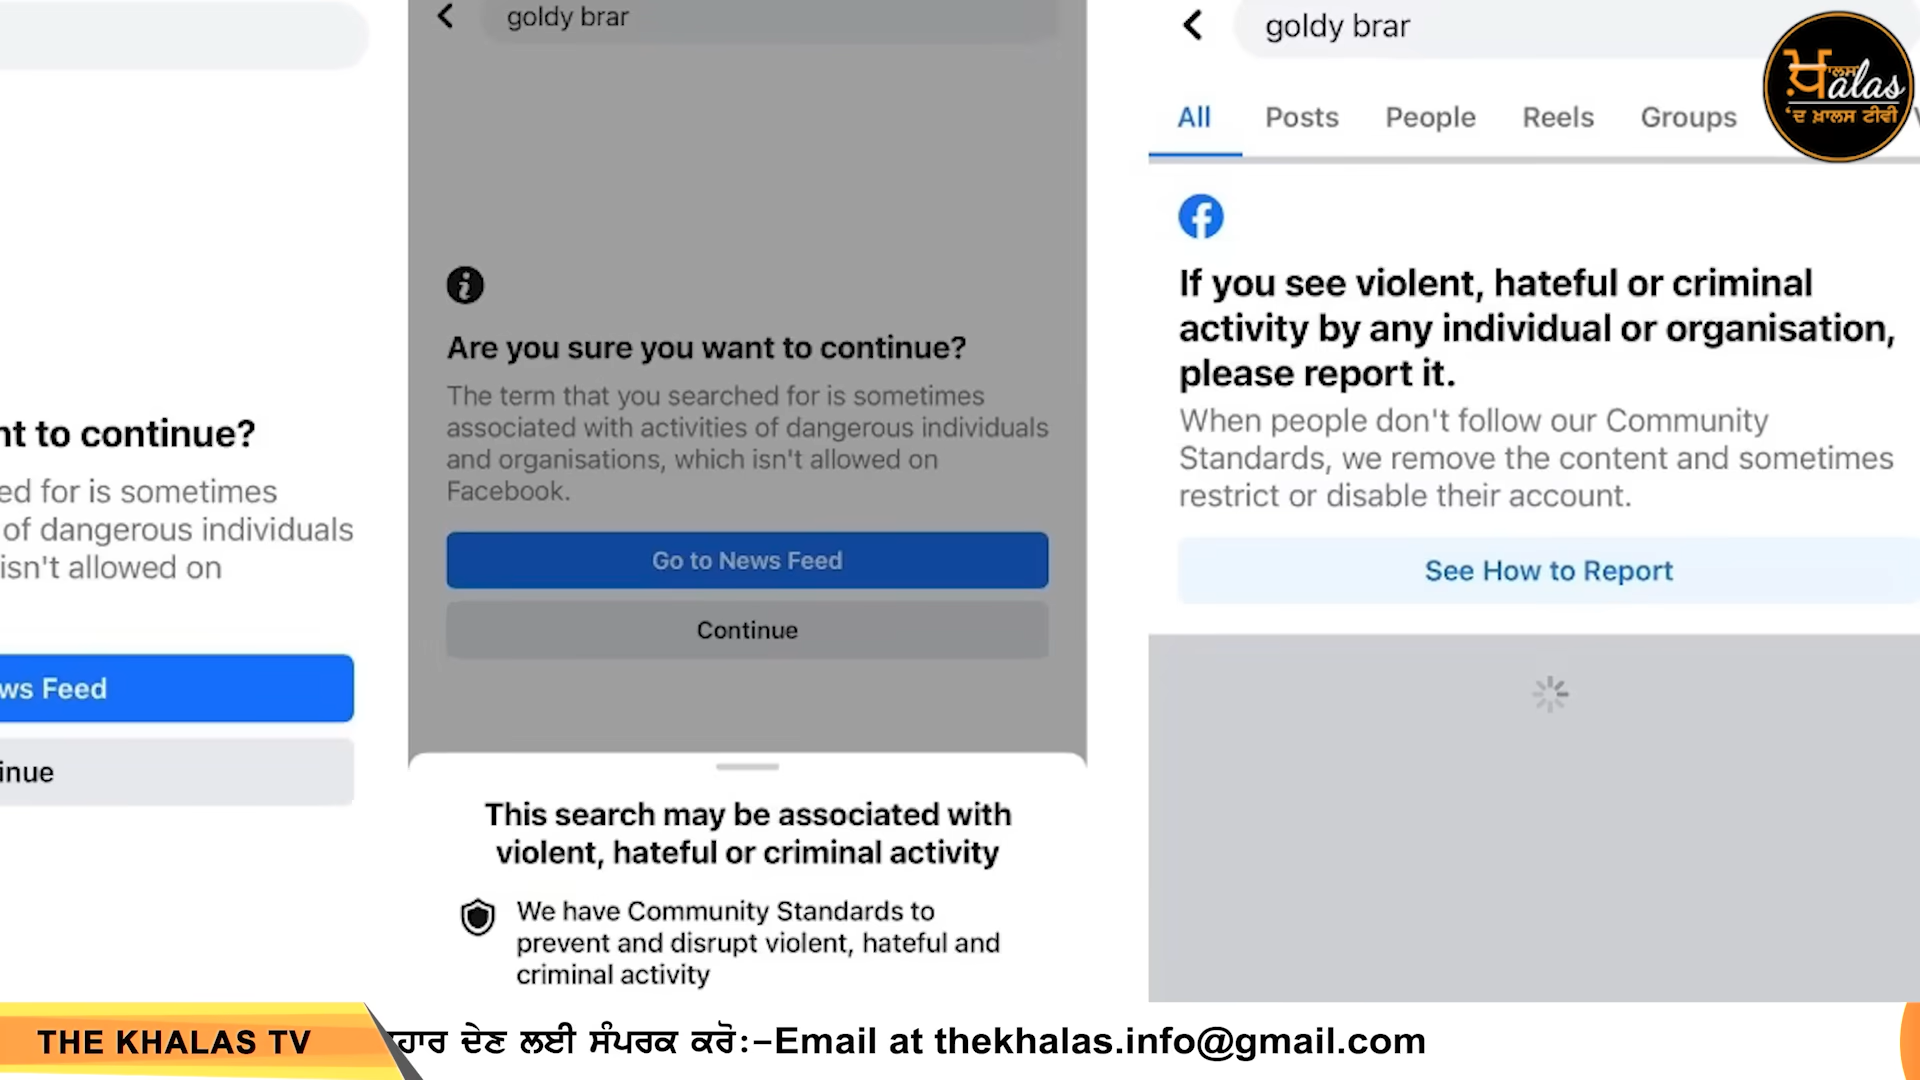 nt to continue?
ed for is sometimes
of dangerous individuals
isn't allowed on
ws Feed
inue
goldy brar
Are you sure you want to continue?
The term that you searched for is sometimes
associated with activities of dangerous individuals
and organisations, which isn't allowed on
Facebook.
Go to News Feed
Continue
This search may be associated with
violent, hateful or criminal activity
We have Community Standards to
prevent and disrupt violent, hateful and
criminal activity
goldy brar
All Posts People Reels Groups
If you see violent, hateful or criminal
activity by any individual or organisation,
please report it.
When people don't follow our Community
Standards, we remove the content and sometimes
restrict or disable their account.
See How to Report
ਖ਼ਾਲਸ alas
'ਦ ਖ਼ਾਲਸ ਟੀਵੀ
THE KHALAS TV
ਹਾਰ ਦੇਣ ਲਈ ਸੰਪਰਕ ਕਰੋ:-Email at thekhalas.info@gmail.com